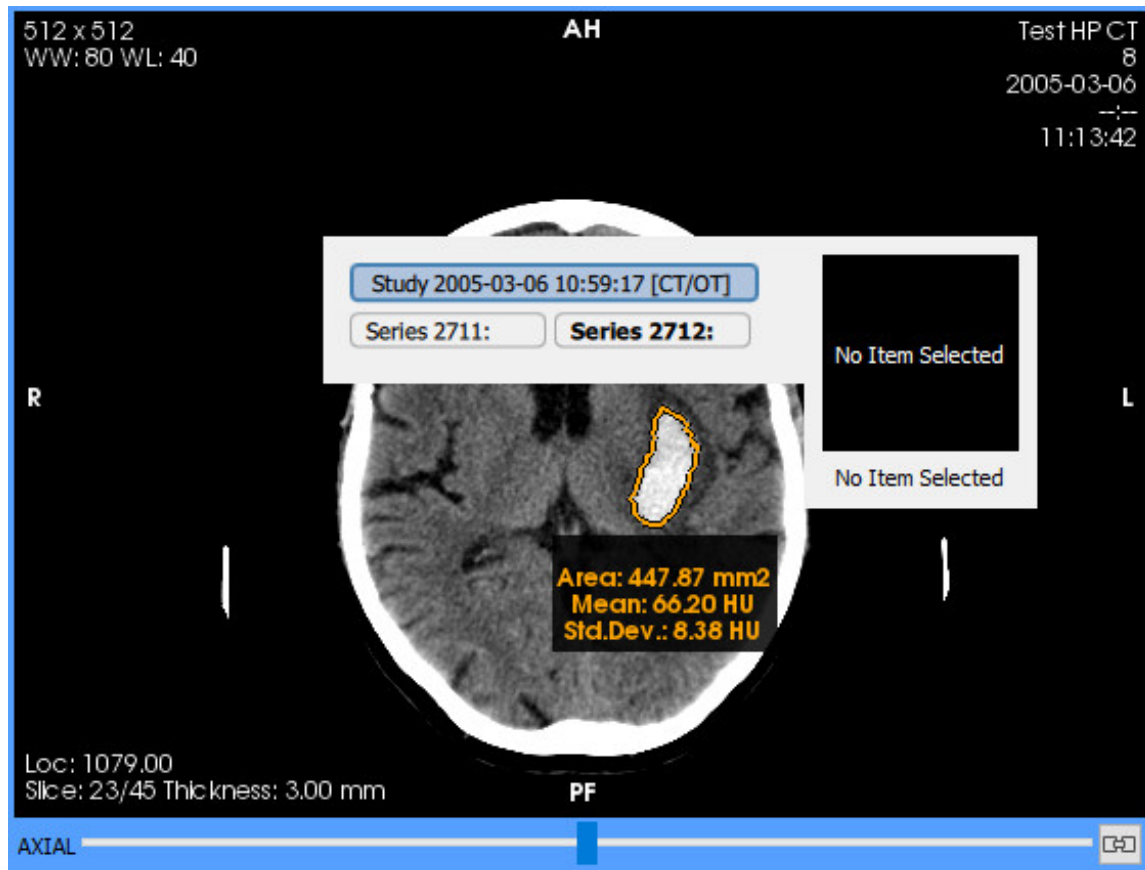 512 x 512
WW: 80 WL: 40
AH
Test HP CT
8
2005-03-06
--:--
11:13:42
Study 2005-03-06 10:59:17 [CT/OT]
Series 2711:
Series 2712:
No Item Selected
No Item Selected
R
L
Area: 447.87 mm2
Mean: 66.20 HU
Std.Dev.: 8.38 HU
Loc: 1079.00
Slice: 23/45 Thickness: 3.00 mm
PF
AXIAL